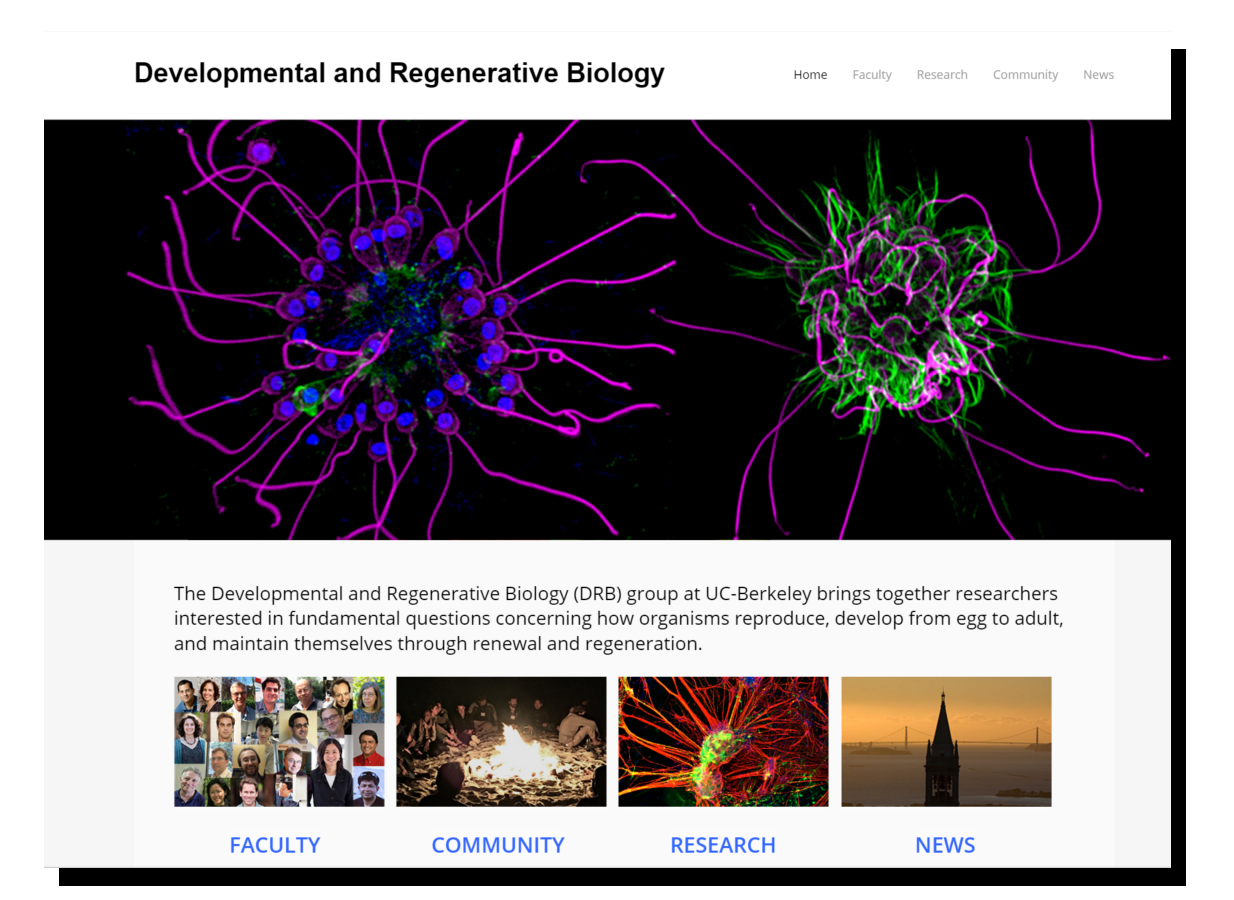 Developmental and Regenerative Biology
Home Faculty Research Community News
The Developmental and Regenerative Biology (DRB) group at UC-Berkeley brings together researchers
interested in fundamental questions concerning how organisms reproduce, develop from egg to adult,
and maintain themselves through renewal and regeneration.
FACULTY COMMUNITY RESEARCH NEWS